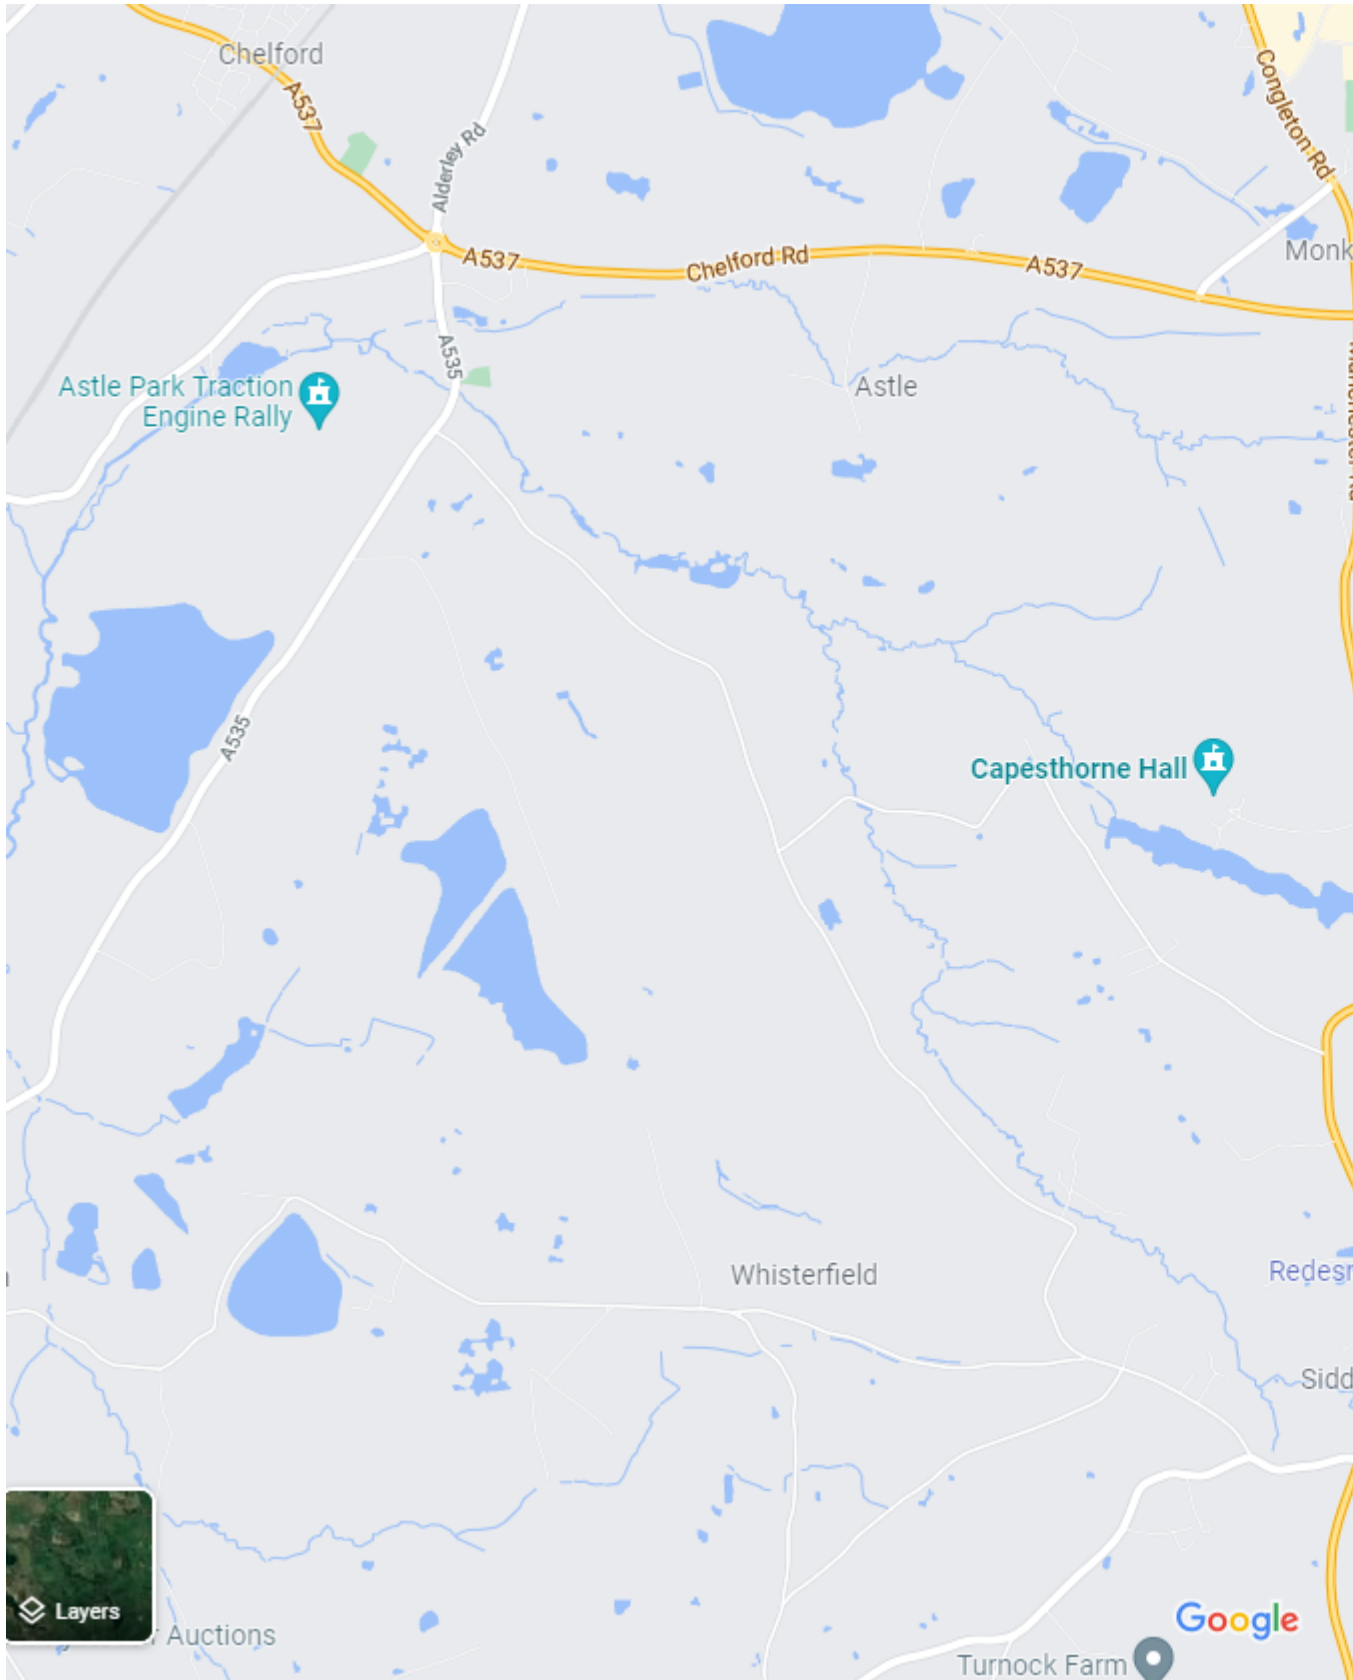 Chelford
A537
Alderley Rd
Congleton Rd
A537
Chelford Rd
A537
Monk
A535
Astle Park Traction
Engine Rally
Astle
A535
Capesthorne Hall
Whisterfield
Sidd
Layers
Auctions
Google
Turnock Farm